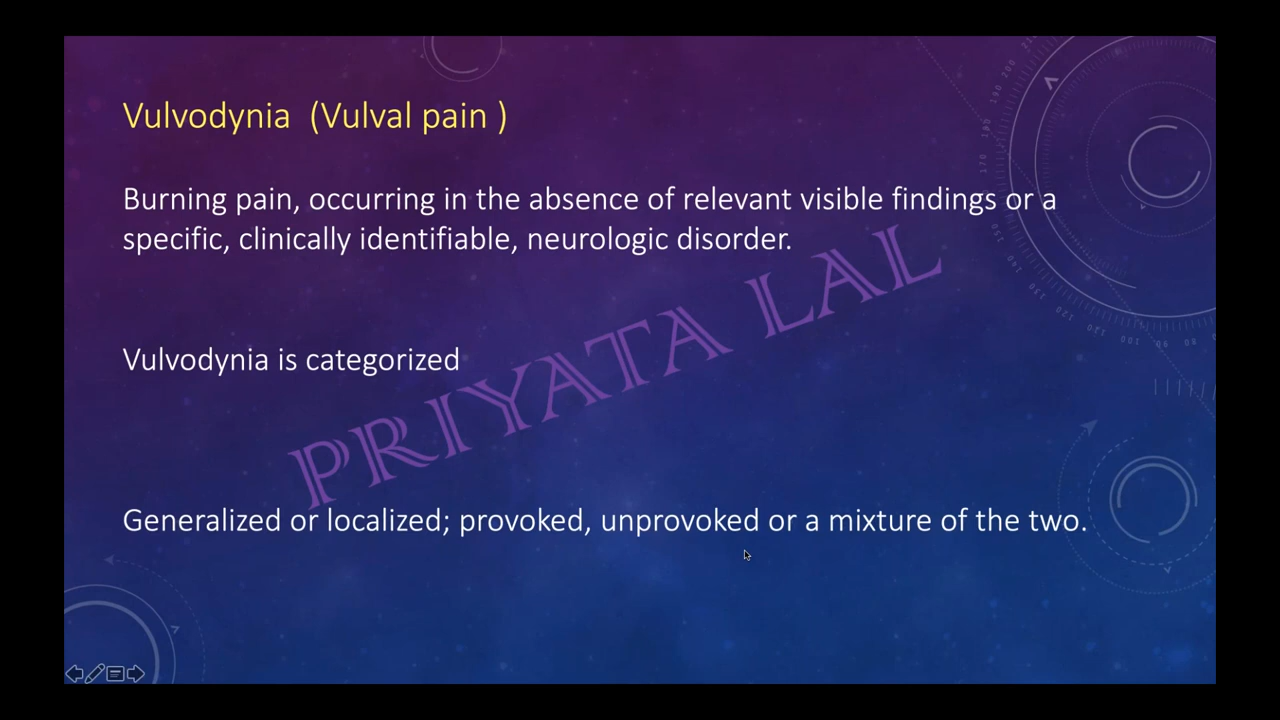 Vulvodynia (Vulval pain )
Burning pain, occurring in the absence of relevant visible findings or a
specific, clinically identifiable, neurologic disorder.
Vulvodynia is categorized
PRIYATA LAL
Generalized or localized; provoked, unprovoked or a mixture of the two.